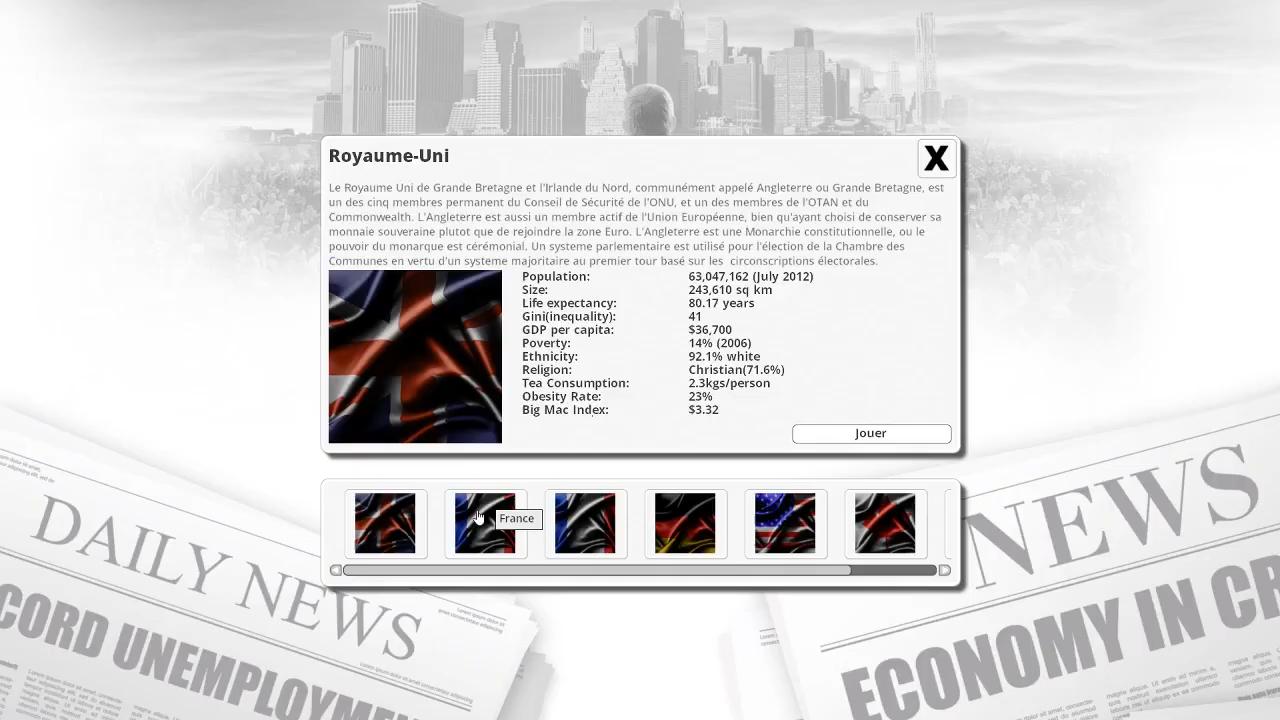 Royaume-Uni
X
Le Royaume Uni de Grande Bretagne et l'Irlande du Nord, communément appelé Angleterre ou Grande Bretagne, est
un des cinq membres permanent du Conseil de Sécurité de l'ONU, et un des membres de l'OTAN et du
Commonwealth. L'Angleterre est aussi un membre actif de l'Union Européenne, bien qu'ayant choisi de conserver sa
monnaie souveraine plutot que de rejoindre la zone Euro. L'Angleterre est une Monarchie constitutionnelle, ou le
pouvoir du monarque est cérémonial. Un systeme parlementaire est utilisé pour l'élection de la Chambre des
Communes en vertu d'un systeme majoritaire au premier tour basé sur les circonscriptions électorales.
Population: 63,047,162 (July 2012)
Size: 243,610 sq km
Life expectancy: 80.17 years
Gini(inequality): 41
GDP per capita: $36,700
Poverty: 14% (2006)
Ethnicity: 92.1% white
Religion: Christian(71.6%)
Tea Consumption: 2.3kgs/person
Obesity Rate: 23%
Big Mac Index: $3.32
Jouer
France
DAILY NEWS
CORD UNEMPLOYME
NEWS
ECONOMY IN CR